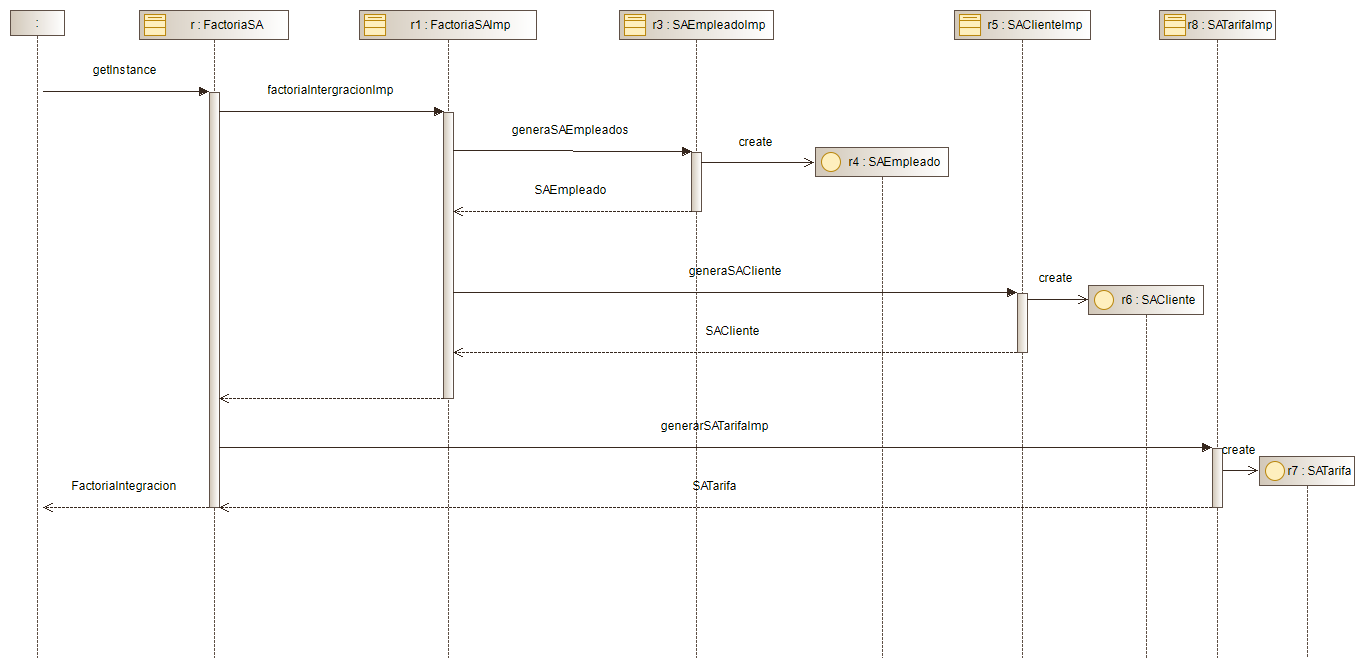 :
r : FactoriaSA
r1 : FactoriaSAImp
r3 : SAEmpleadoImp
r5 : SAClienteImp
r8 : SATarifaImp
getInstance
factoriaIntergracionImp
generaSAEmpleados
create
r4 : SAEmpleado
SAEmpleado
generaSACliente
create
r6 : SACliente
SACliente
generarSATarifaImp
create
r7 : SATarifa
FactoriaIntegracion
SATarifa